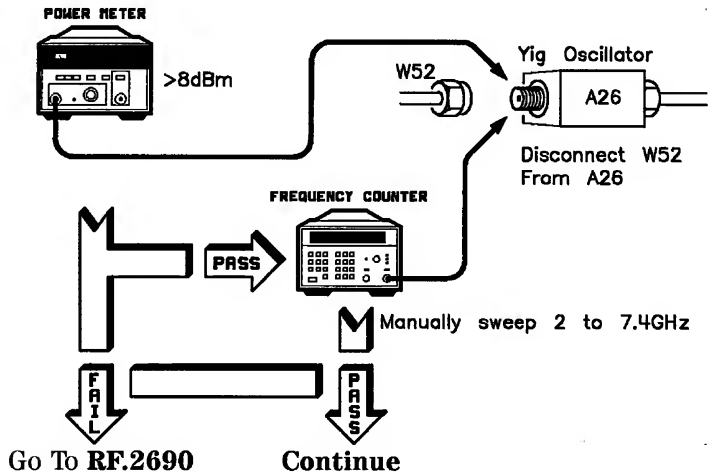 POWER METER
>8dBm
W52
Yig Oscillator
A26
Disconnect W52
From A26
FREQUENCY COUNTER
PASS
Manually sweep 2 to 7.4GHz
FAIL
PASS
Go To RF.2690
Continue